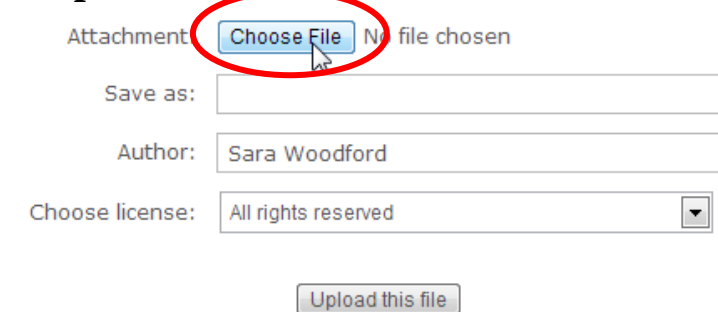 Attachment: Choose File No file chosen
Save as:
Author: Sara Woodford
Choose license: All rights reserved
Upload this file